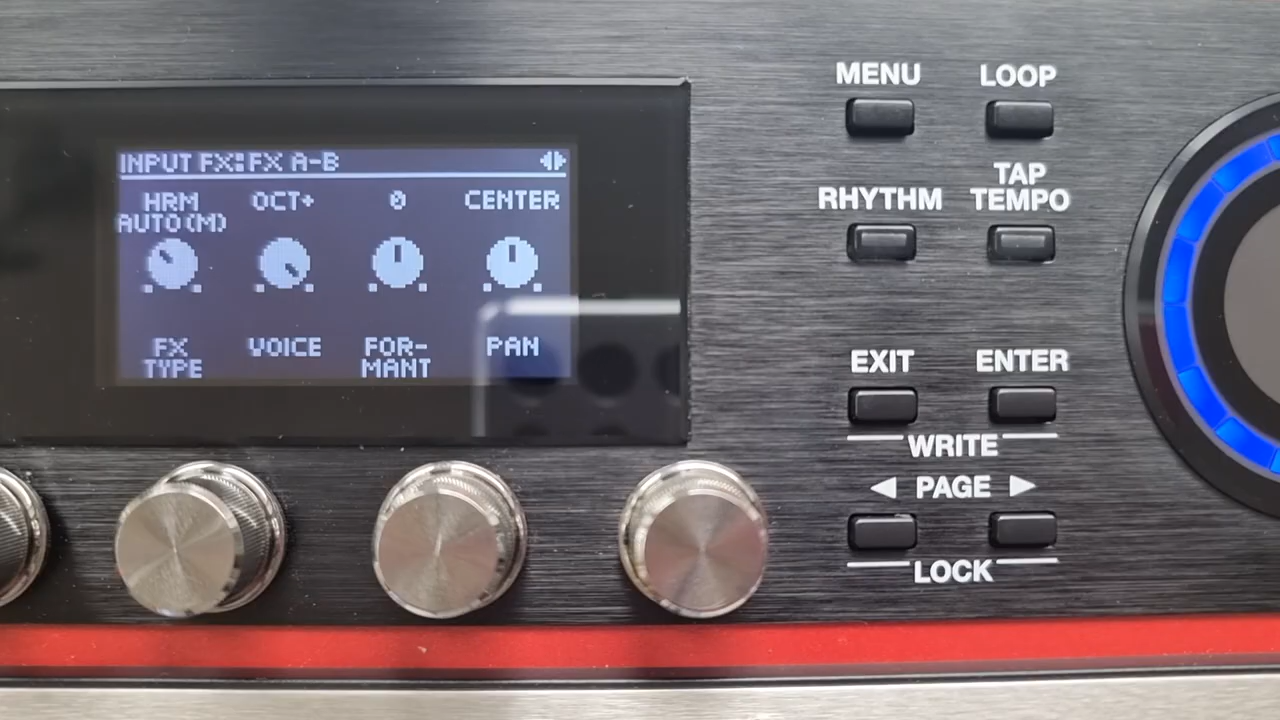 INPUT FX:FX A-B
HRM
AUTO(M)
OCT+
0
CENTER
FX
TYPE
VOICE
FOR-
MANT
PAN
MENU
LOOP
RHYTHM
TAP
TEMPO
EXIT
ENTER
WRITE
PAGE
LOCK